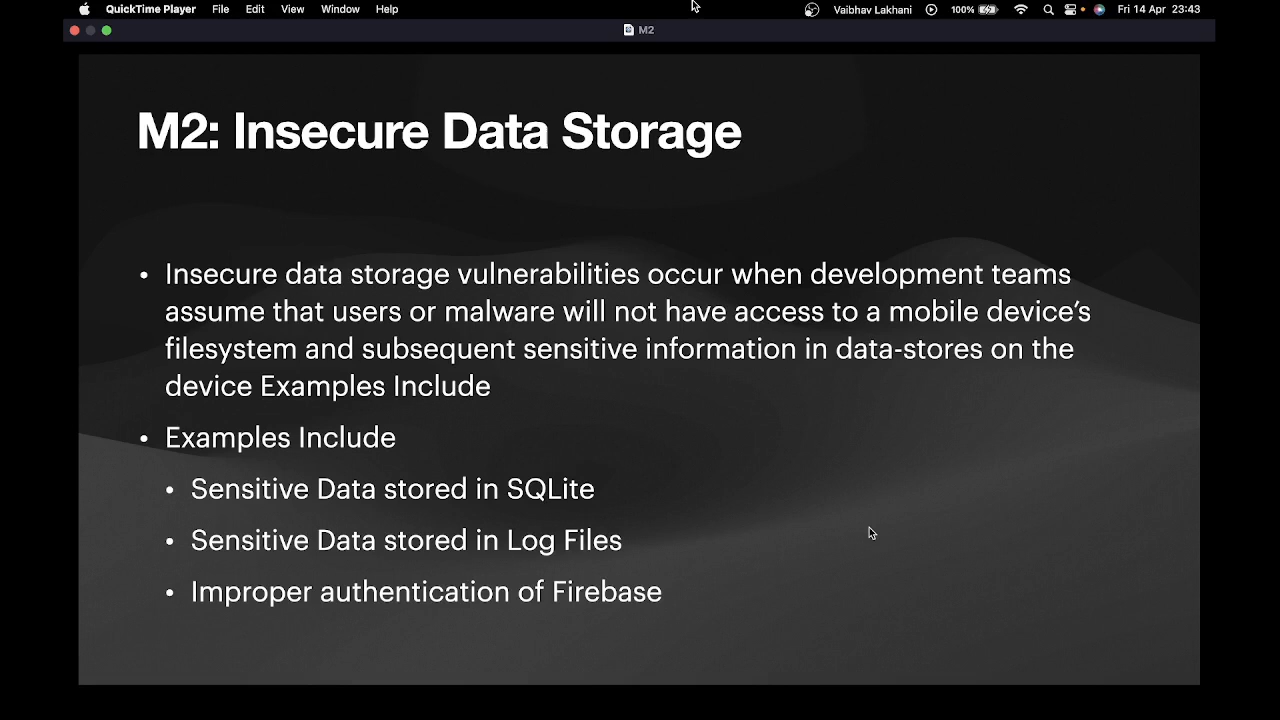 QuickTime Player File Edit View Window Help Vaibhav Lakhani 100% Fri 14 Apr 23:43
M2
M2: Insecure Data Storage
• Insecure data storage vulnerabilities occur when development teams
assume that users or malware will not have access to a mobile device’s
filesystem and subsequent sensitive information in data-stores on the
device Examples Include
• Examples Include
• Sensitive Data stored in SQLite
• Sensitive Data stored in Log Files
• Improper authentication of Firebase